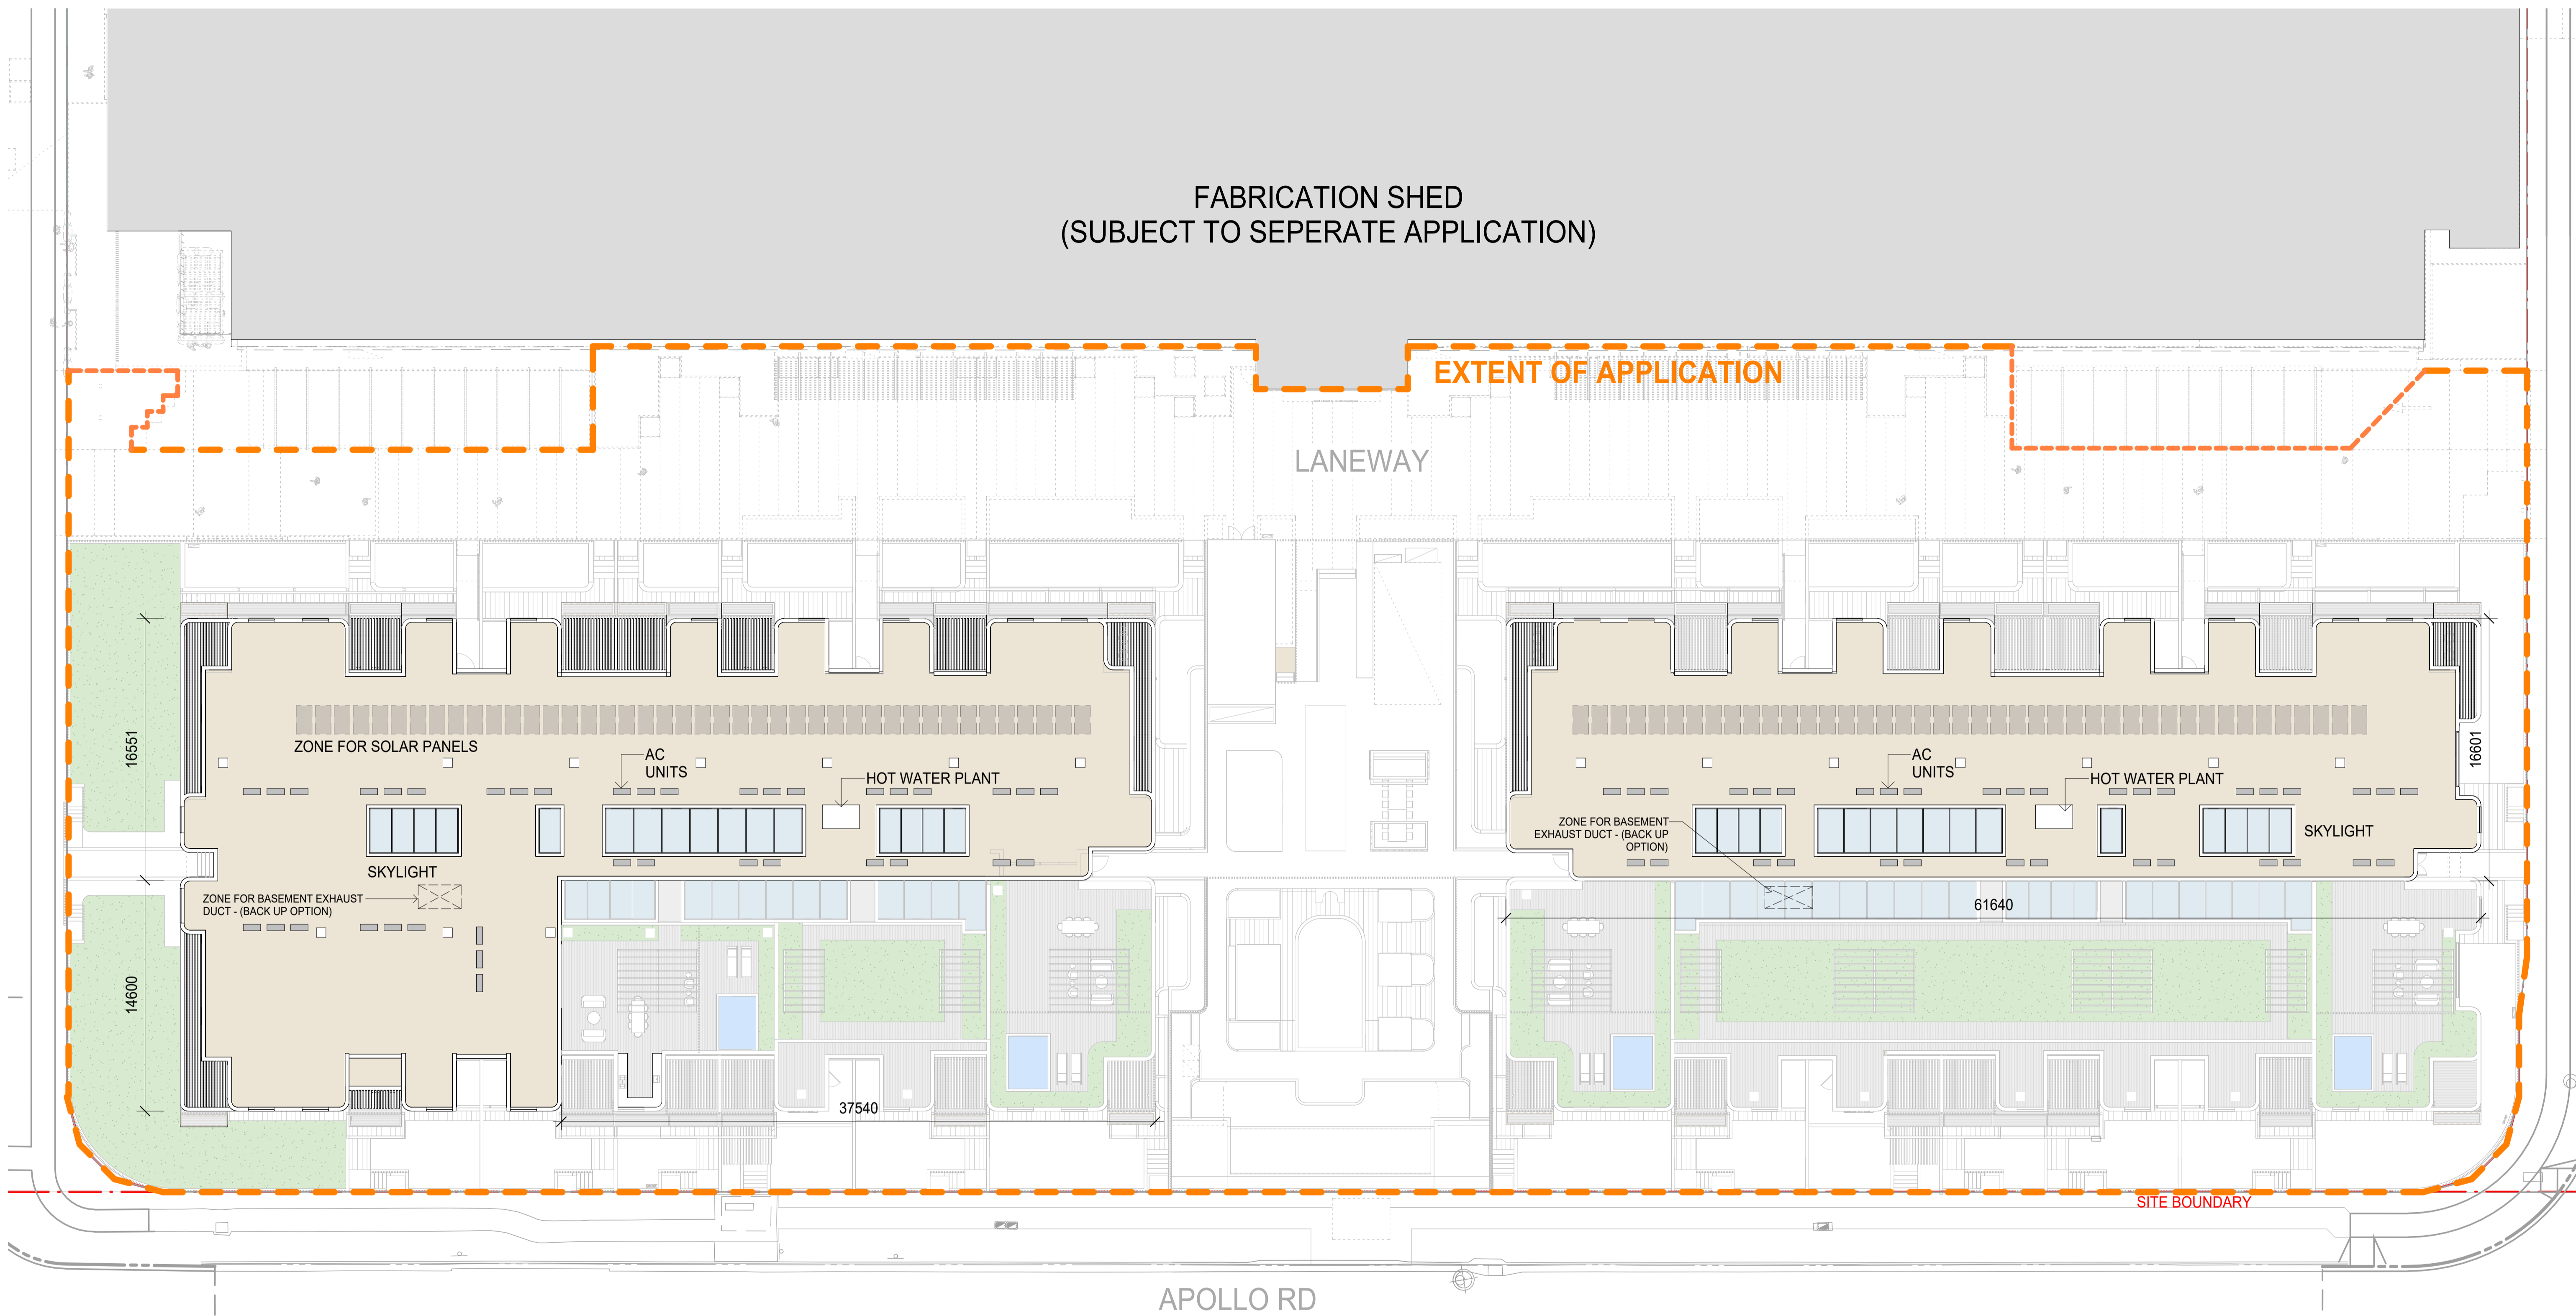 FABRICATION SHED
(SUBJECT TO SEPERATE APPLICATION)
EXTENT OF APPLICATION
LANEWAY
16551
ZONE FOR SOLAR PANELS
AC
UNITS
HOT WATER PLANT
SKYLIGHT
ZONE FOR BASEMENT EXHAUST
DUCT - (BACK UP OPTION)
14600
37540
AC
UNITS
HOT WATER PLANT
16601
ZONE FOR BASEMENT
EXHAUST DUCT - (BACK UP
OPTION)
SKYLIGHT
61640
SITE BOUNDARY
APOLLO RD